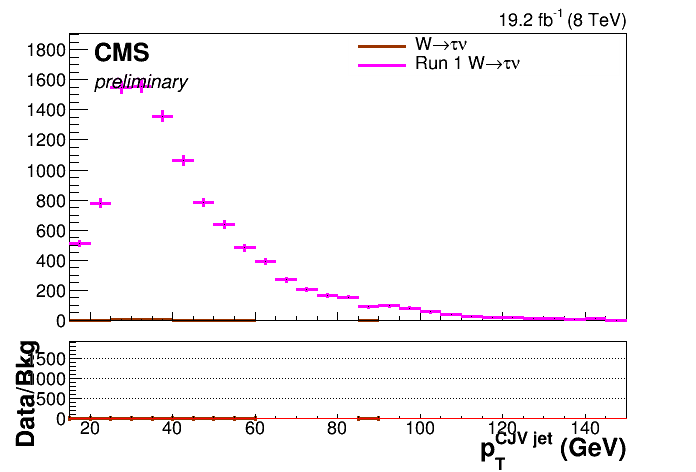 19.2 fb⁻¹ (8 TeV)
CMS
preliminary
W→τν
Run 1 W→τν
1800
1600
1400
1200
1000
800
600
400
200
0
Data/Bkg
1500
1000
500
0
20 40 60 80 100 120 140
p_T^CJV jet (GeV)